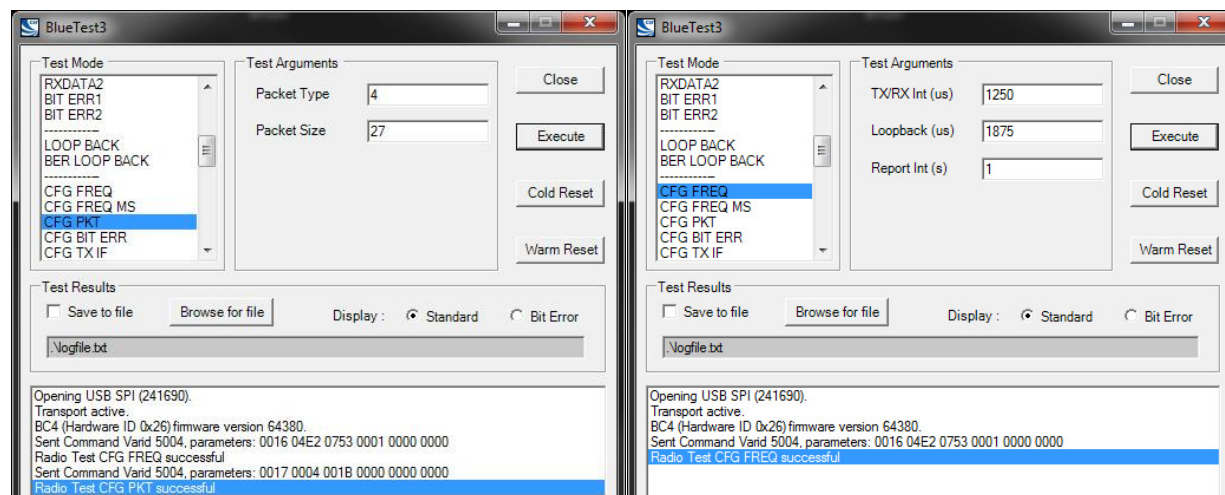 BlueTest3
Test Mode
RXDATA2
BIT ERR1
BIT ERR2
-----------
LOOP BACK
BER LOOP BACK
-----------
CFG FREQ
CFG FREQ MS
CFG PKT
CFG BIT ERR
CFG TX IF
Test Arguments
Packet Type 4
Packet Size 27
Close
Execute
Cold Reset
Warm Reset
Test Results
Save to file Browse for file Display : Standard Bit Error
.\logfile.txt
Opening USB SPI (241690).
Transport active.
BC4 (Hardware ID 0x26) firmware version 64380.
Sent Command Varid 5004, parameters: 0016 04E2 0753 0001 0000 0000
Radio Test CFG FREQ successful
Sent Command Varid 5004, parameters: 0017 0004 001B 0000 0000 0000
Radio Test CFG PKT successful
BlueTest3
Test Mode
RXDATA2
BIT ERR1
BIT ERR2
-----------
LOOP BACK
BER LOOP BACK
-----------
CFG FREQ
CFG FREQ MS
CFG PKT
CFG BIT ERR
CFG TX IF
Test Arguments
TX/RX Int (us) 1250
Loopback (us) 1875
Report Int (s) 1
Close
Execute
Cold Reset
Warm Reset
Test Results
Save to file Browse for file Display : Standard Bit Error
.\logfile.txt
Opening USB SPI (241690).
Transport active.
BC4 (Hardware ID 0x26) firmware version 64380.
Sent Command Varid 5004, parameters: 0016 04E2 0753 0001 0000 0000
Radio Test CFG FREQ successful